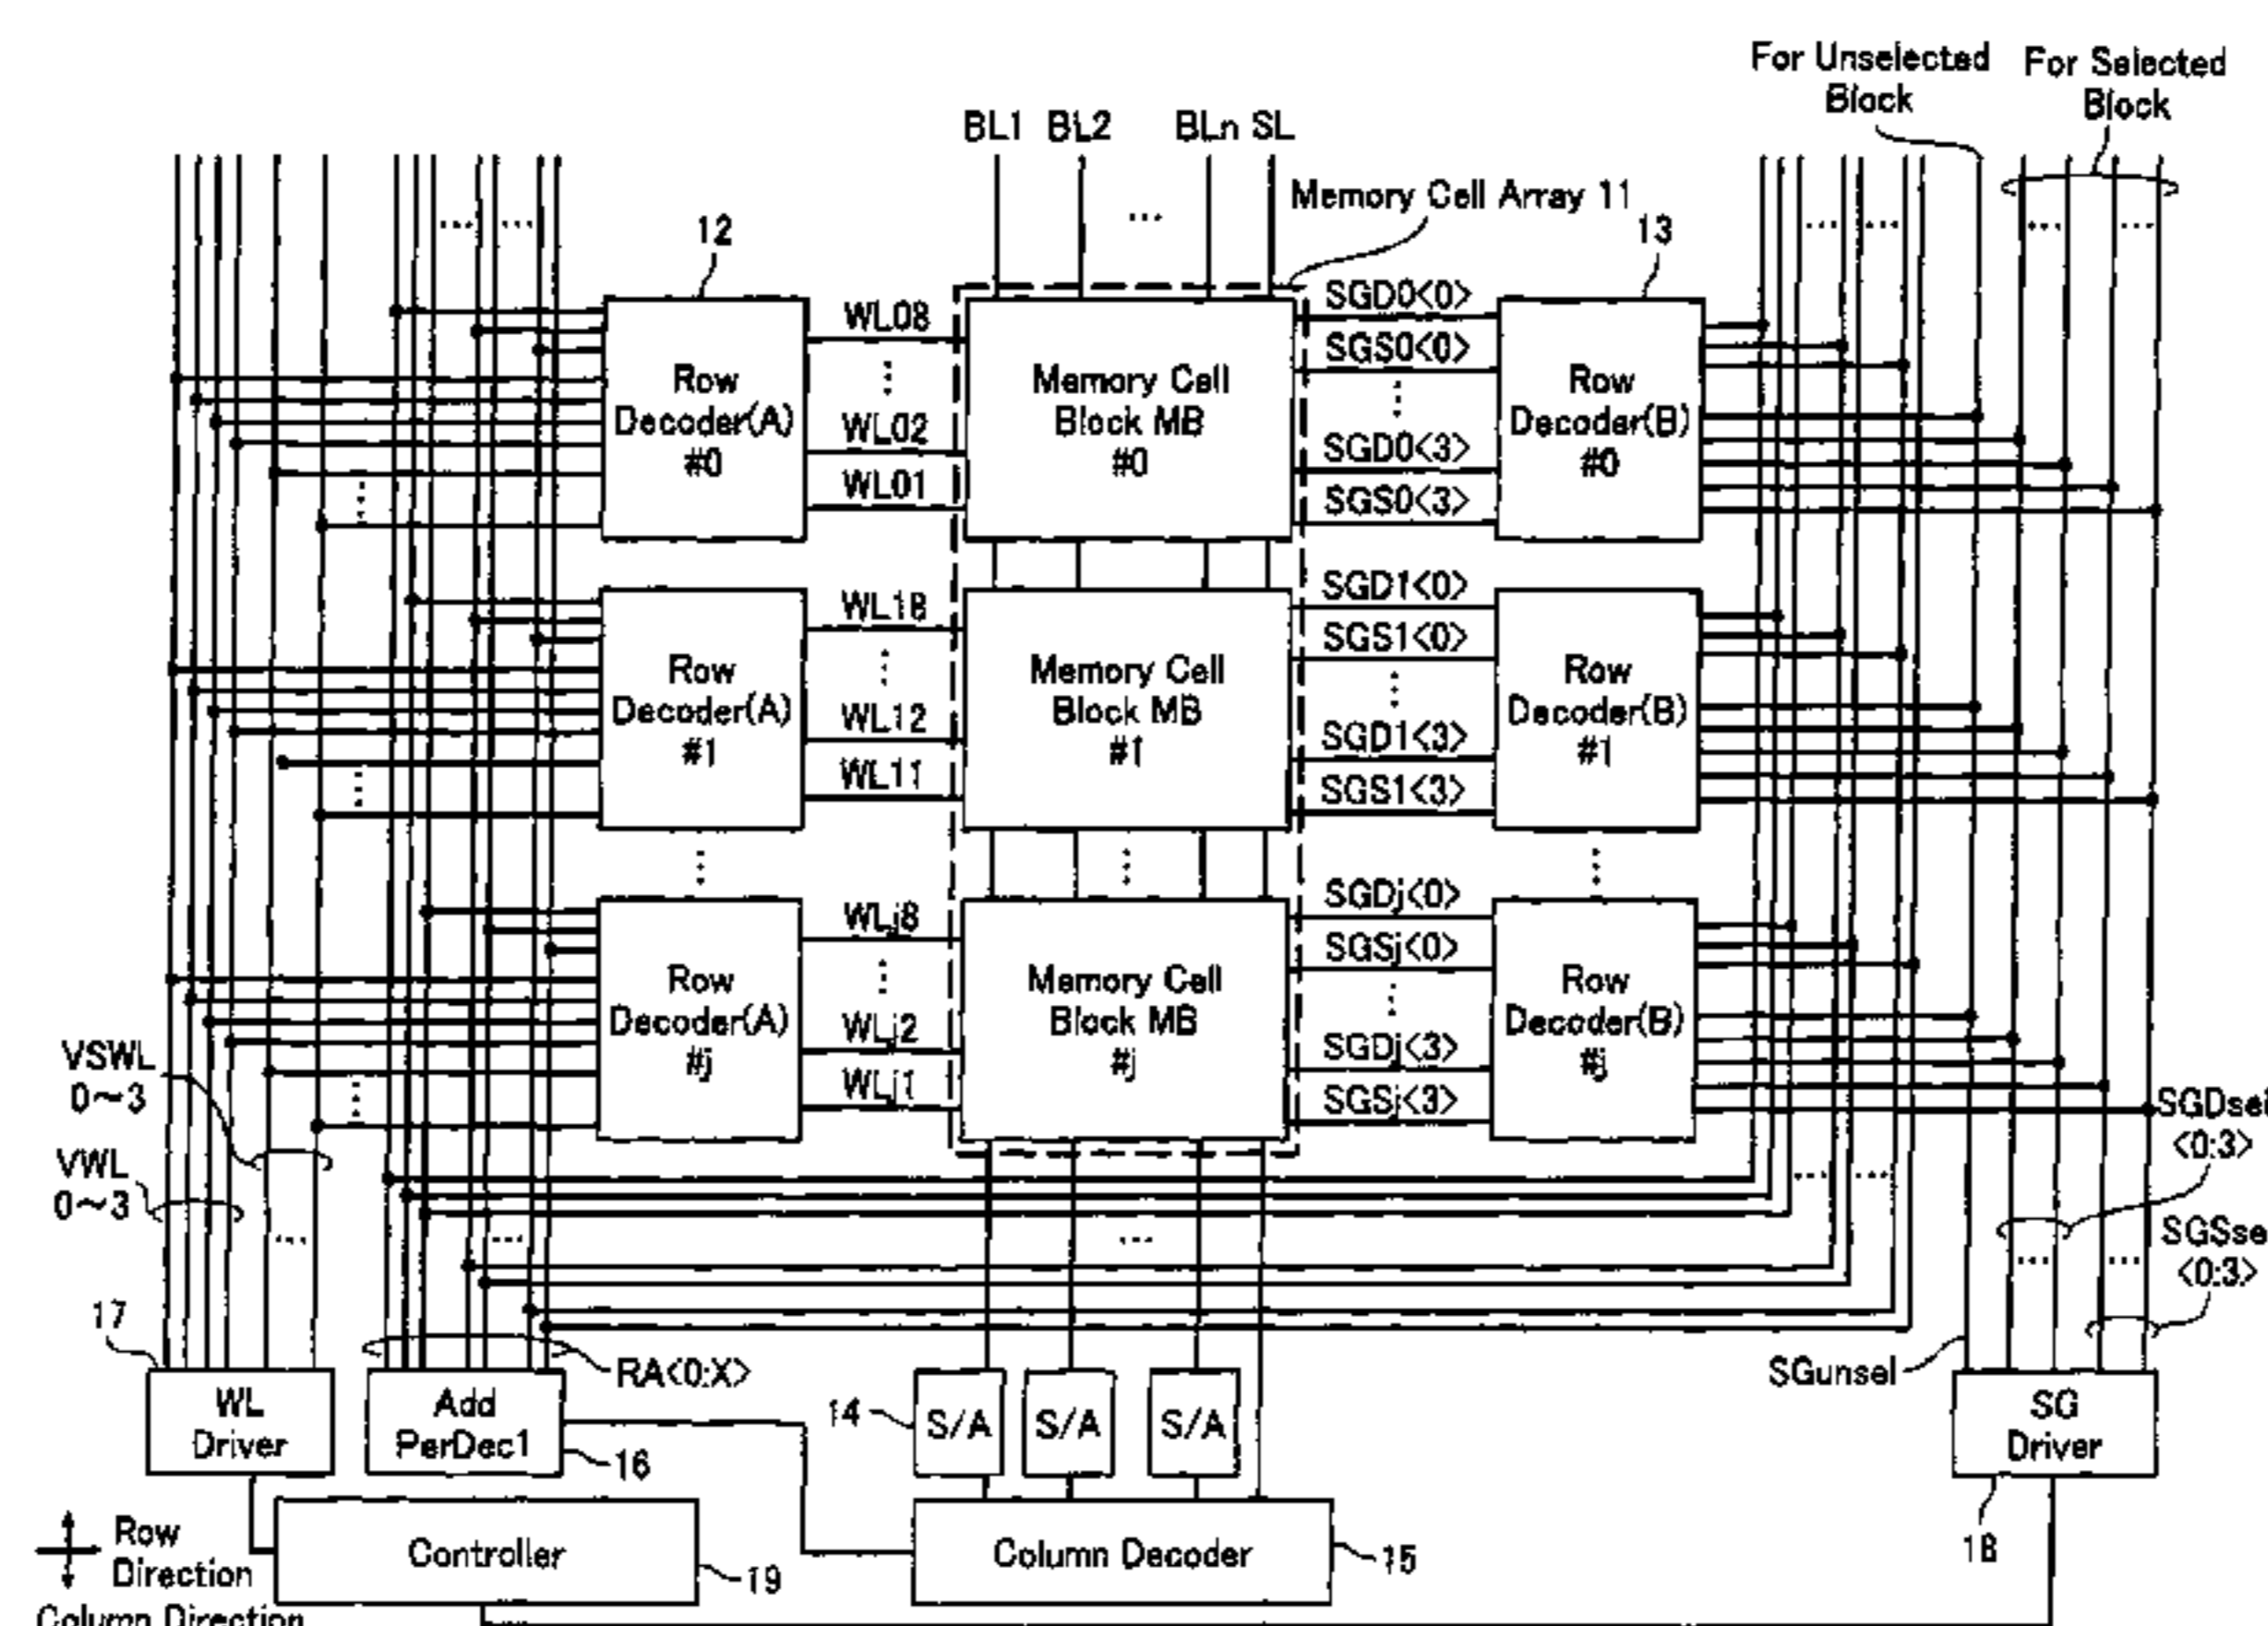 For Unselected Block
For Selected Block
BL1 BL2 ... BLn SL
Memory Cell Array 11
12
13
Row Decoder(A) #0
WL08
WL02
WL01
Memory Cell Block MB #0
SGD0<0>
SGS0<0>
SGD0<3>
SGS0<3>
Row Decoder(B) #0
Row Decoder(A) #1
WL18
WL12
WL11
Memory Cell Block MB #1
SGD1<0>
SGS1<0>
SGD1<3>
SGS1<3>
Row Decoder(B) #1
Row Decoder(A) #j
WLj8
WLj2
WLj1
Memory Cell Block MB #j
SGDj<0>
SGSj<0>
SGDj<3>
SGSj<3>
Row Decoder(B) #j
VSWL 0~3
VWL 0~3
SGDsel <0:3>
SGSse <0:3>
17
WL Driver
Add PerDec1
16
RA<0:X>
14
S/A S/A S/A
SGunsel
SG Driver
18
Row Direction
Column Direction
Controller
19
Column Decoder
15